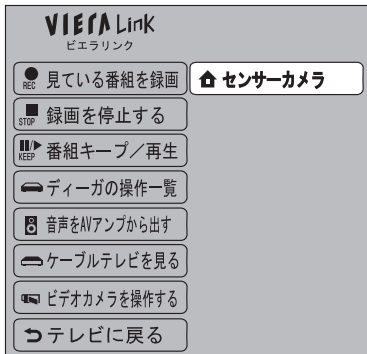 VIERA Link
ビエラリンク
REC 見ている番組を録画
センサーカメラ
STOP 録画を停止する
KEEP 番組キープ／再生
ディーガの操作一覧
音声をAVアンプから出す
ケーブルテレビを見る
ビデオカメラを操作する
テレビに戻る